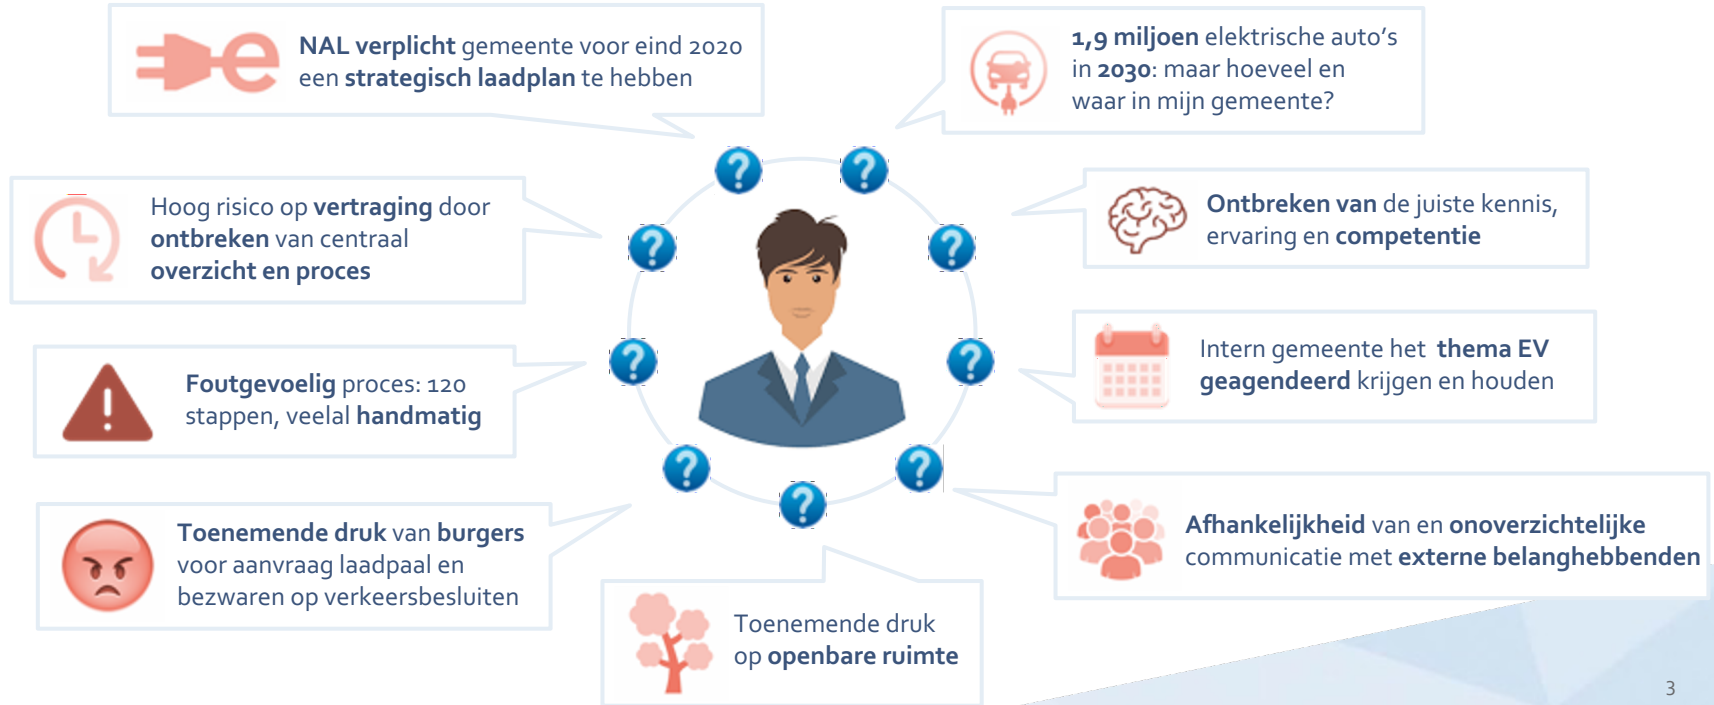 NAL verplicht gemeente voor eind 2020
een strategisch laadplan te hebben
1,9 miljoen elektrische auto's
in 2030: maar hoeveel en
waar in mijn gemeente?
Hoog risico op vertraging door
ontbreken van centraal
overzicht en proces
Ontbreken van de juiste kennis,
ervaring en competentie
Foutgevoelig proces: 120
stappen, veelal handmatig
Intern gemeente het thema EV
geagendeerd krijgen en houden
Toenemende druk van burgers
voor aanvraag laadpaal en
bezwaren op verkeersbesluiten
Afhankelijkheid van en onoverzichtelijke
communicatie met externe belanghebbenden
Toenemende druk
op openbare ruimte
3